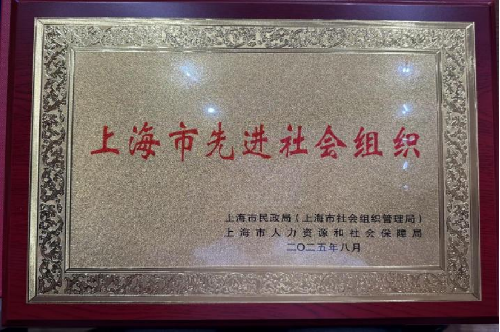 上海市先进社会组织
上海市民政局（上海市社会组织管理局）
上海市人力资源和社会保障局
二〇二五年八月